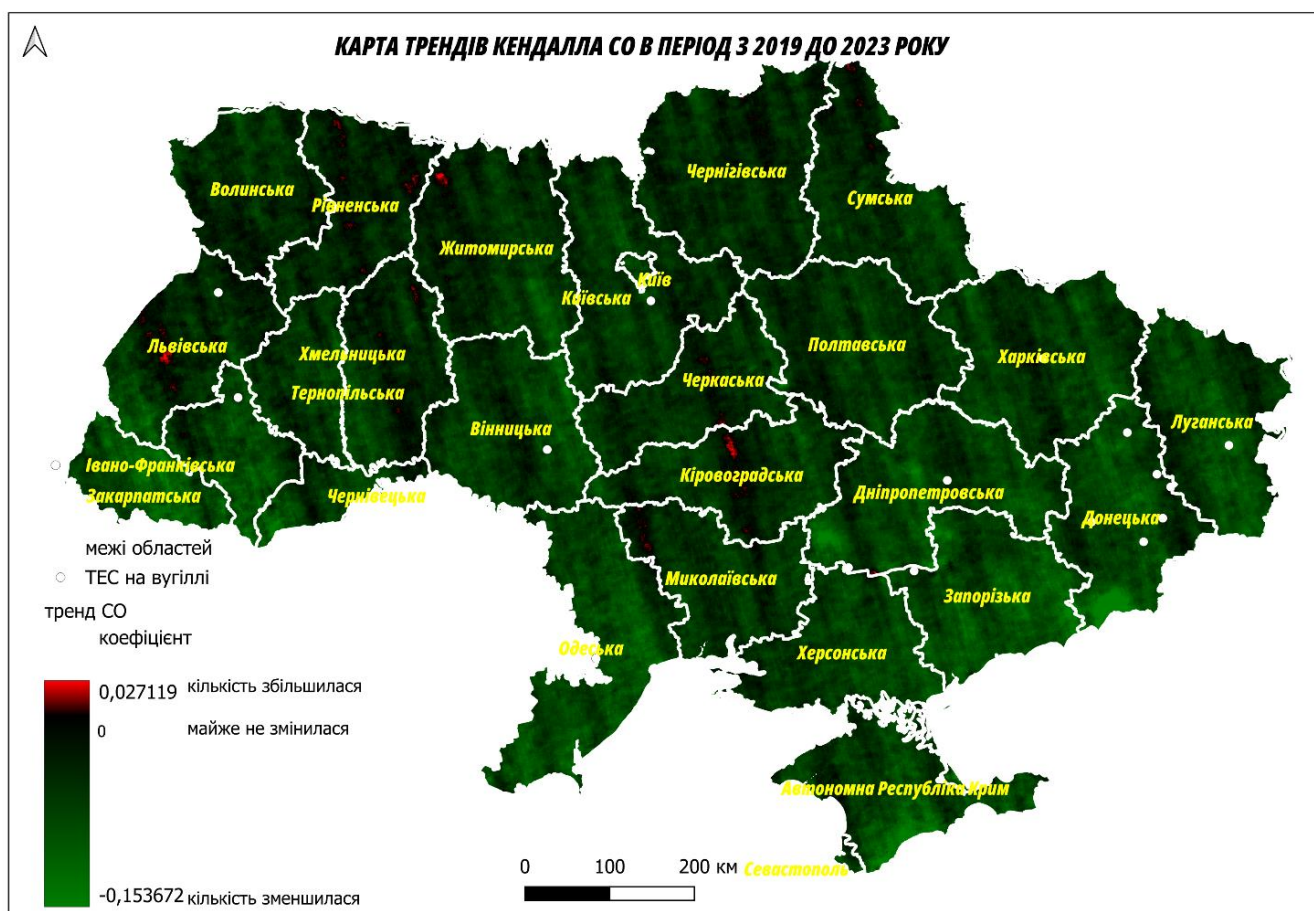 КАРТА ТРЕНДІВ КЕНДАЛЛА СО В ПЕРІОД З 2019 ДО 2023 РОКУ
Чернігівська
Волинська
Сумська
Рівненська
Житомирська
Київ
Київська
Львівська
Хмельницька
Полтавська
Харківська
Черкаська
Тернопільська
Луганська
Вінницька
Івано-Франківська
Кіровоградська
Закарпатська
Чернівецька
Дніпропетровська
Донецька
межі областей
ТЕС на вугіллі
Миколаївська
Запорізька
тренд СО
коефіцієнт
Одеська
Херсонська
0,027119 кількість збільшилася
0 майже не змінилася
Автономна Республіка Крим
Севастополь
0 100 200 км
-0,153672 кількість зменшилася